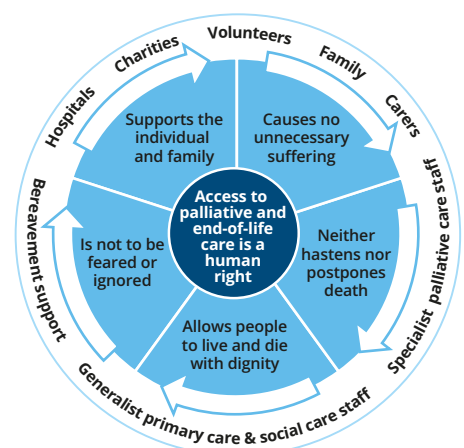 Volunteers
Family
Carers
Specialist palliative care staff
Generalist primary care & social care staff
Bereavement support
Hospitals
Charities
Supports the
individual
and family
Causes no
unnecessary
suffering
Neither
hastens nor
postpones
death
Allows people
to live and die
with dignity
Is not to be
feared or
ignored
Access to
palliative and
end-of-life
care is a
human
right